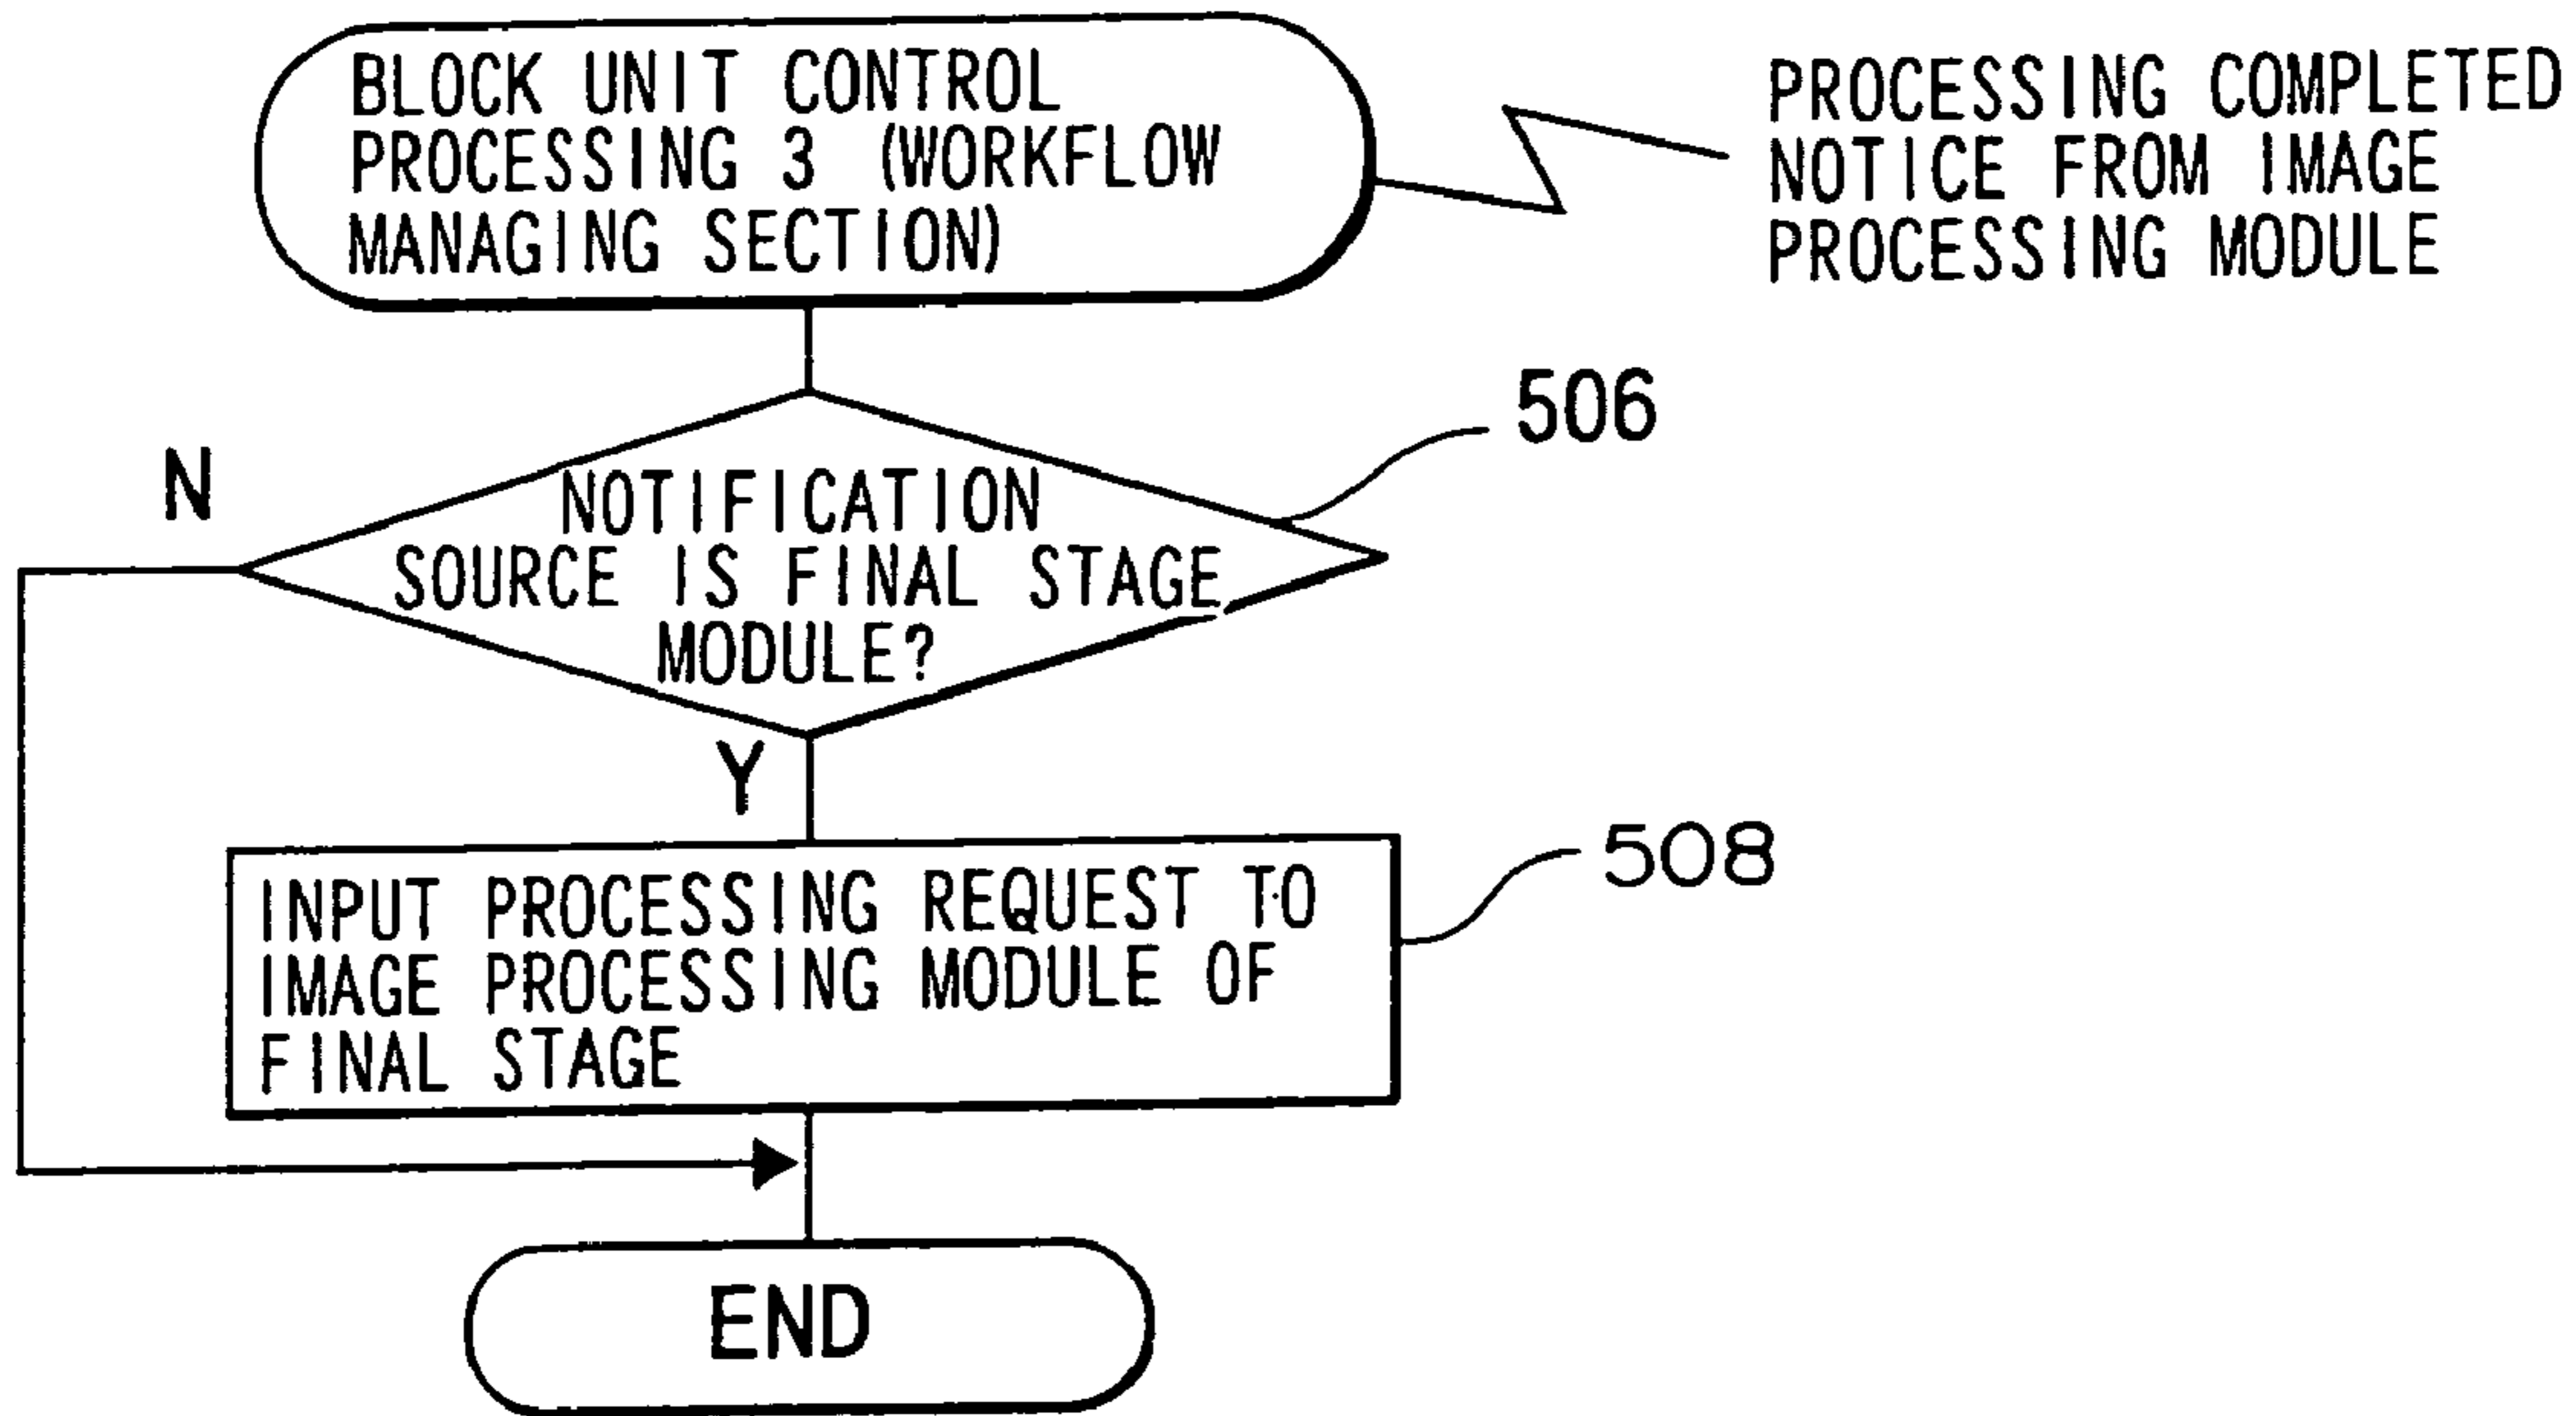 BLOCK UNIT CONTROL
PROCESSING 3 (WORKFLOW
MANAGING SECTION)
PROCESSING COMPLETED
NOTICE FROM IMAGE
PROCESSING MODULE
506
N
NOTIFICATION
SOURCE IS FINAL STAGE
MODULE?
Y
508
INPUT PROCESSING REQUEST TO
IMAGE PROCESSING MODULE OF
FINAL STAGE
END